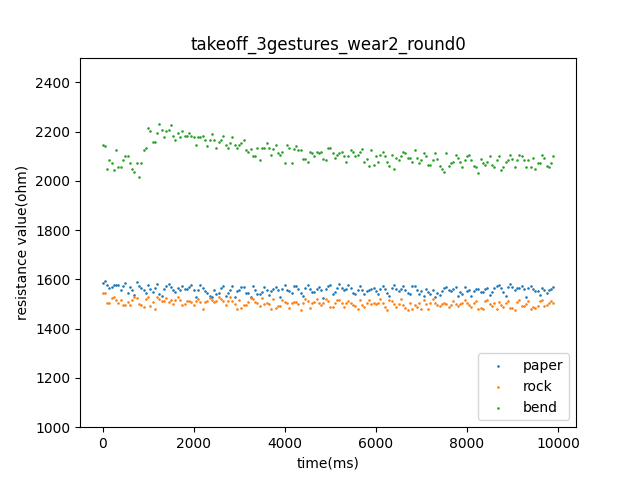 takeoff_3gestures_wear2_round0
resistance value(ohm)
2400
2200
2000
1800
1600
1400
1200
1000
paper
rock
bend
0
2000
4000
6000
8000
10000
time(ms)